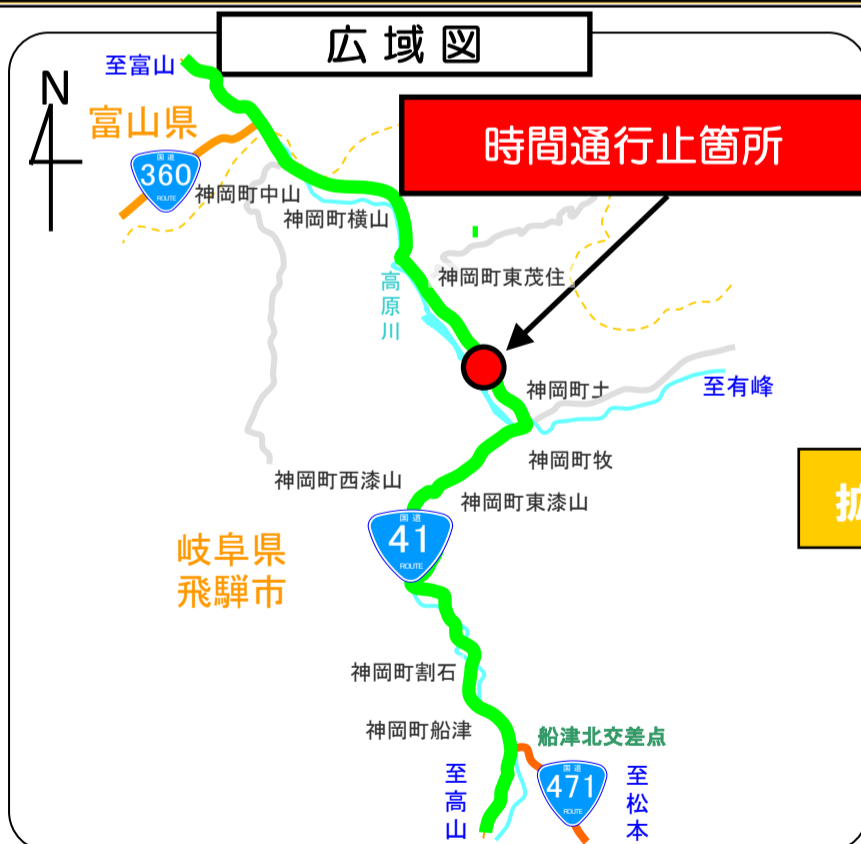 広域図
至富山
N
富山県
時間通行止箇所
国道
360
ROUTE
神岡町中山
神岡町横山
神岡町東茂住
高原川
神岡町土
至有峰
神岡町牧
神岡町西漆山
神岡町東漆山
拡
国道
41
ROUTE
岐阜県
飛騨市
神岡町割石
神岡町船津
船津北交差点
至高山
国道
471
ROUTE
至松本